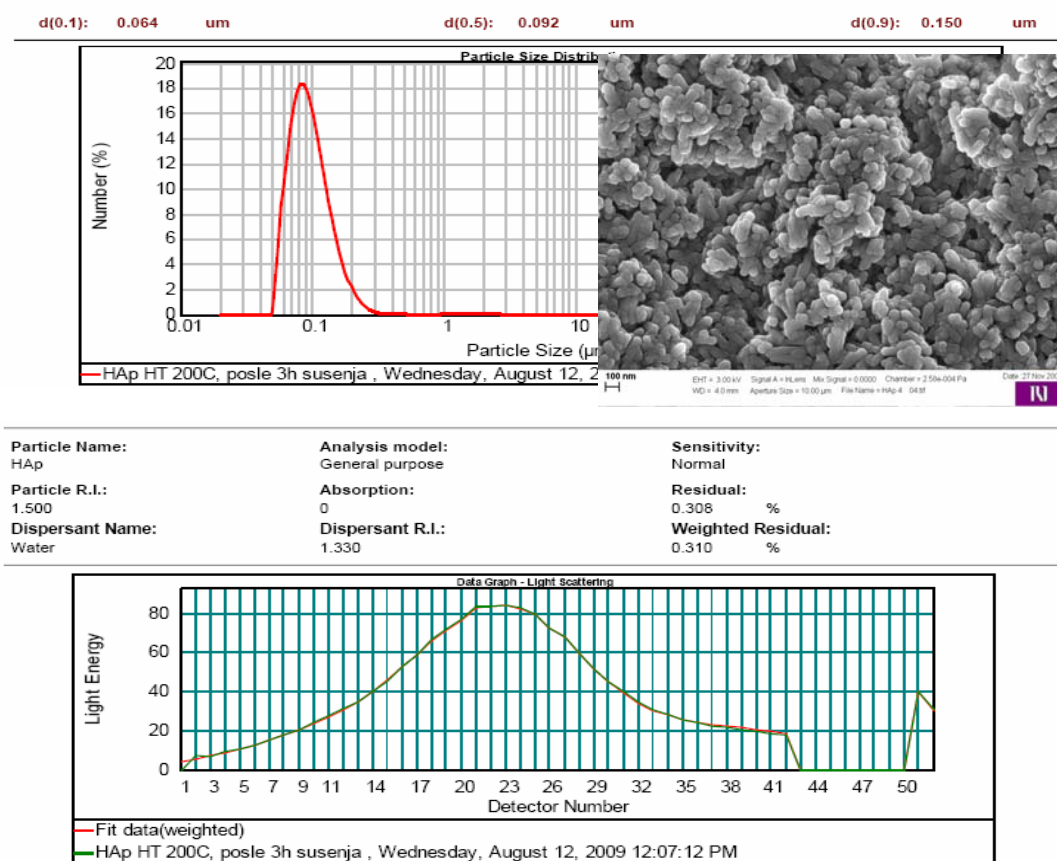 d(0.1): 0.064 um d(0.5): 0.092 um d(0.9): 0.150 um
Particle Size Distrib
20
18
16
14
12
10
8
6
4
2
0
Number (%)
0.01 0.1 1 10
Particle Size (µ
HAp HT 200C, posle 3h susenja , Wednesday, August 12, 2
100 nm
EHT = 3.00 kV Signal A = InLens Mix Signal = 0.0000 Chamber = 2.58e-004 Pa Date :27 Nov 200
WD = 4.0 mm Aperture Size = 10.00 µm File Name = HAp 4 04.tif
Particle Name: Analysis model: Sensitivity:
HAp General purpose Normal
Particle R.I.: Absorption: Residual:
1.500 0 0.308 %
Dispersant Name: Dispersant R.I.: Weighted Residual:
Water 1.330 0.310 %
Data Graph - Light Scattering
80
60
40
20
0
Light Energy
1 3 5 7 9 11 14 17 20 23 26 29 32 35 38 41 44 47 50
Detector Number
Fit data(weighted)
HAp HT 200C, posle 3h susenja , Wednesday, August 12, 2009 12:07:12 PM